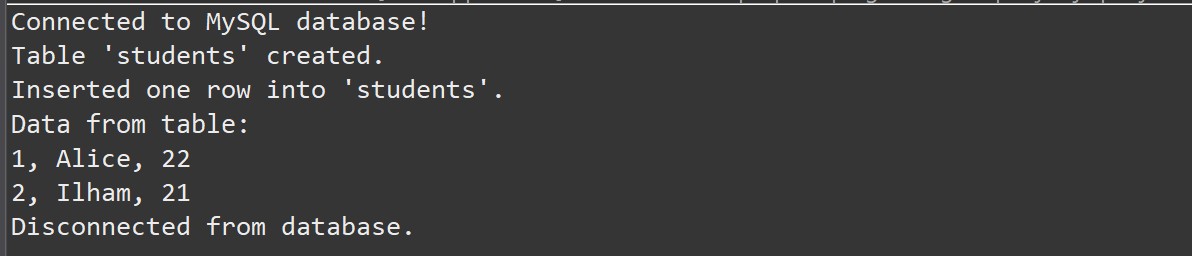 Connected to MySQL database!
Table 'students' created.
Inserted one row into 'students'.
Data from table:
1, Alice, 22
2, Ilham, 21
Disconnected from database.